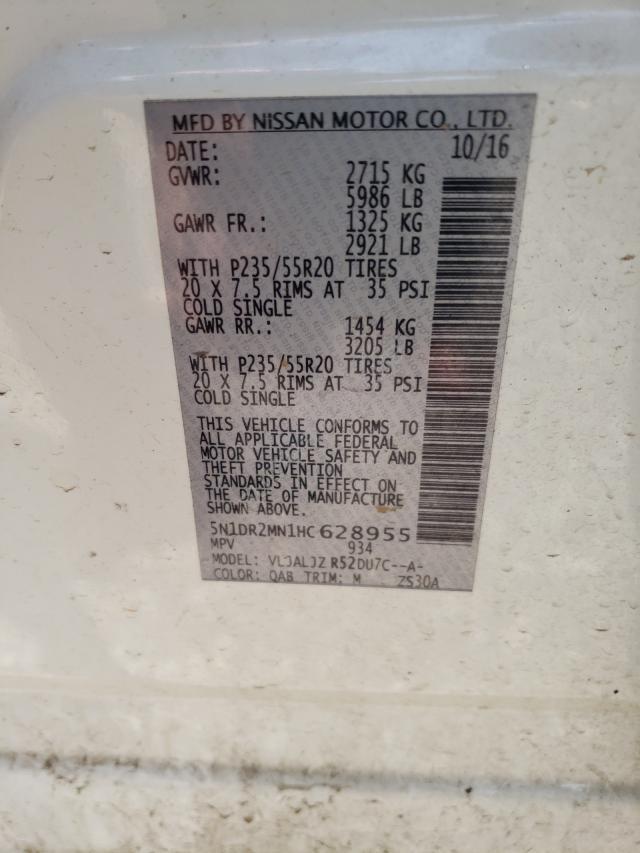 MFD BY NISSAN MOTOR CO., LTD.
DATE: 10/16
GVWR: 2715 KG
5986 LB
GAWR FR.: 1325 KG
2921 LB
WITH P235/55R20 TIRES
20 X 7.5 RIMS AT 35 PSI
COLD SINGLE
GAWR RR.: 1454 KG
3205 LB
WITH P235/55R20 TIRES
20 X 7.5 RIMS AT 35 PSI
COLD SINGLE
THIS VEHICLE CONFORMS TO
ALL APPLICABLE FEDERAL
MOTOR VEHICLE SAFETY AND
THEFT PREVENTION
STANDARDS IN EFFECT ON
THE DATE OF MANUFACTURE
SHOWN ABOVE.
5N1DR2MN1HC628955
MPV 934
MODEL: R52DU7C--A-
COLOR: QAB TRIM: M ZS30A